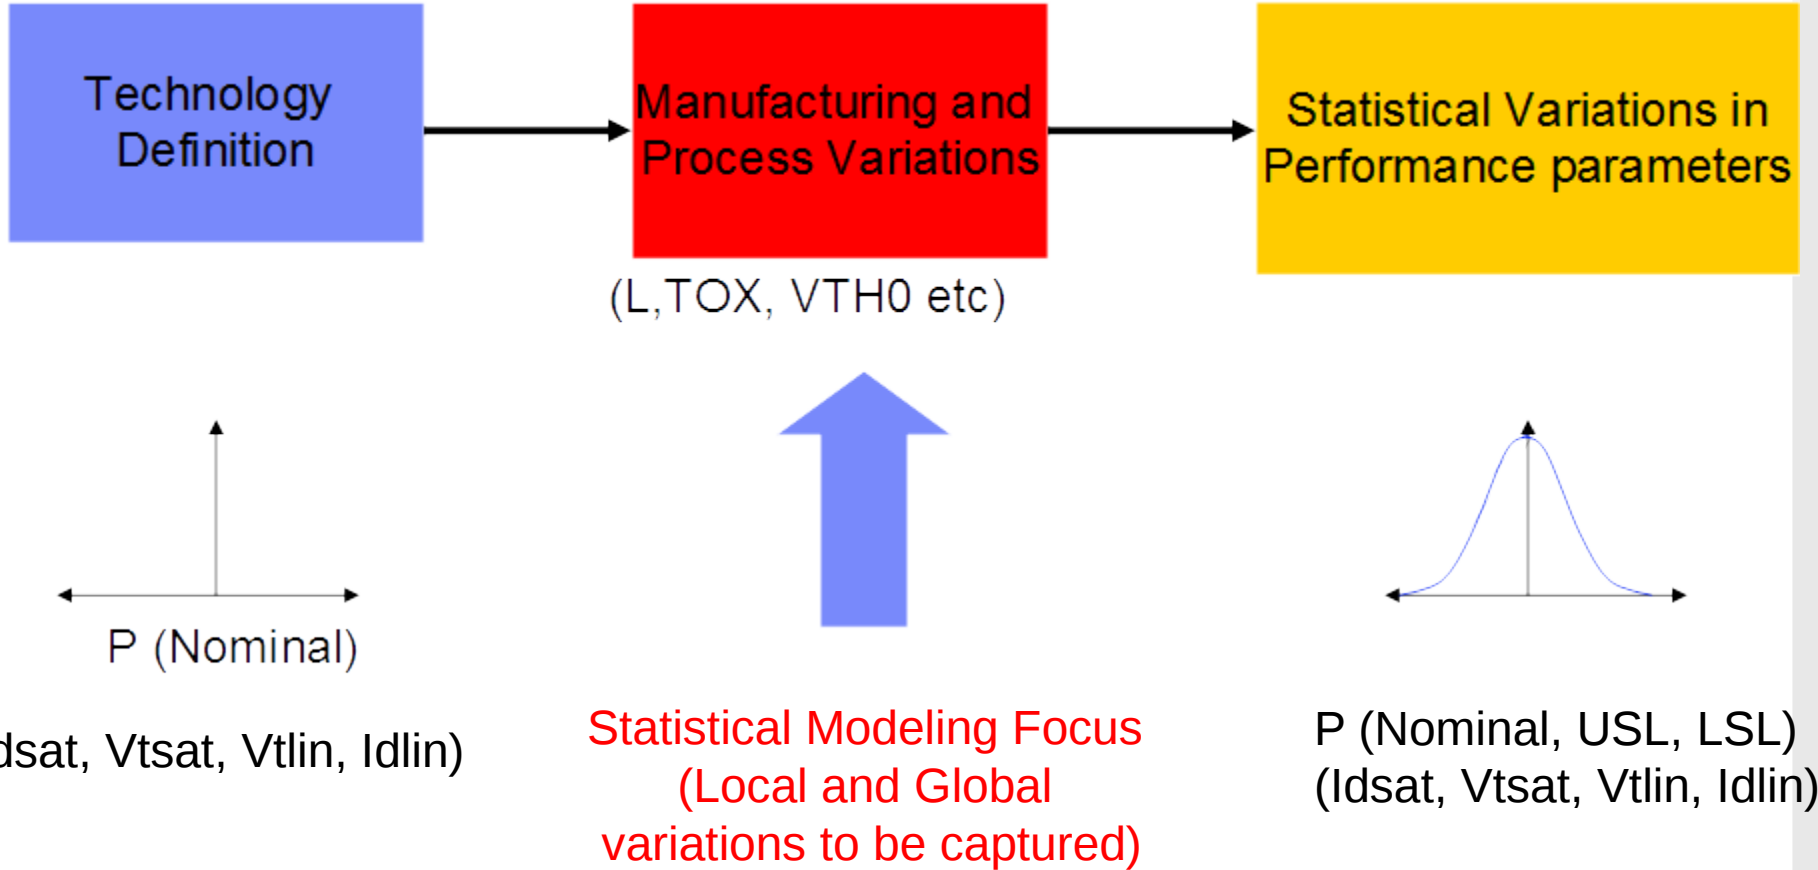 Technology
Definition
Manufacturing and
Process Variations
Statistical Variations in
Performance parameters
(L,TOX, VTH0 etc)
P (Nominal)
dsat, Vtsat, Vtlin, Idlin)
Statistical Modeling Focus
(Local and Global
variations to be captured)
P (Nominal, USL, LSL)
(Idsat, Vtsat, Vtlin, Idlin)